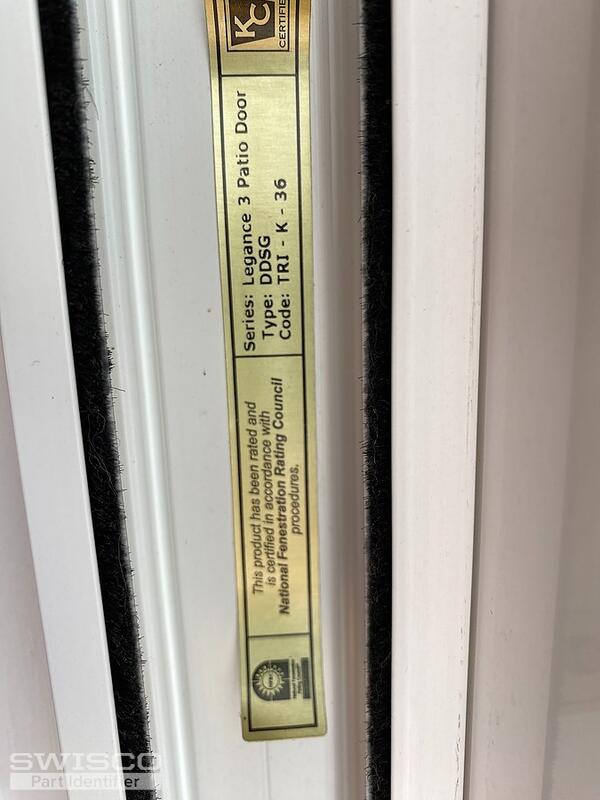 This product has been rated and
is certified in accordance with
National Fenestration Rating Council
procedures.
Series: Legance 3 Patio Door
Type: DDSG
Code: TRI - K - 36
KC
CERTIFIE
SWISCO
Part Identifier